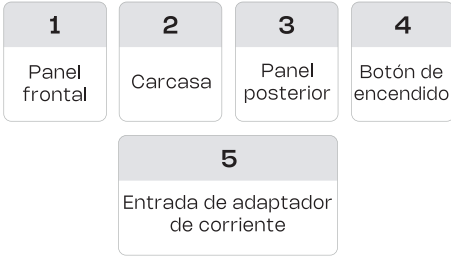 1
Panel
frontal
2
Carcasa
3
Panel
posterior
4
Botón de
encendido
5
Entrada de adaptador
de corriente